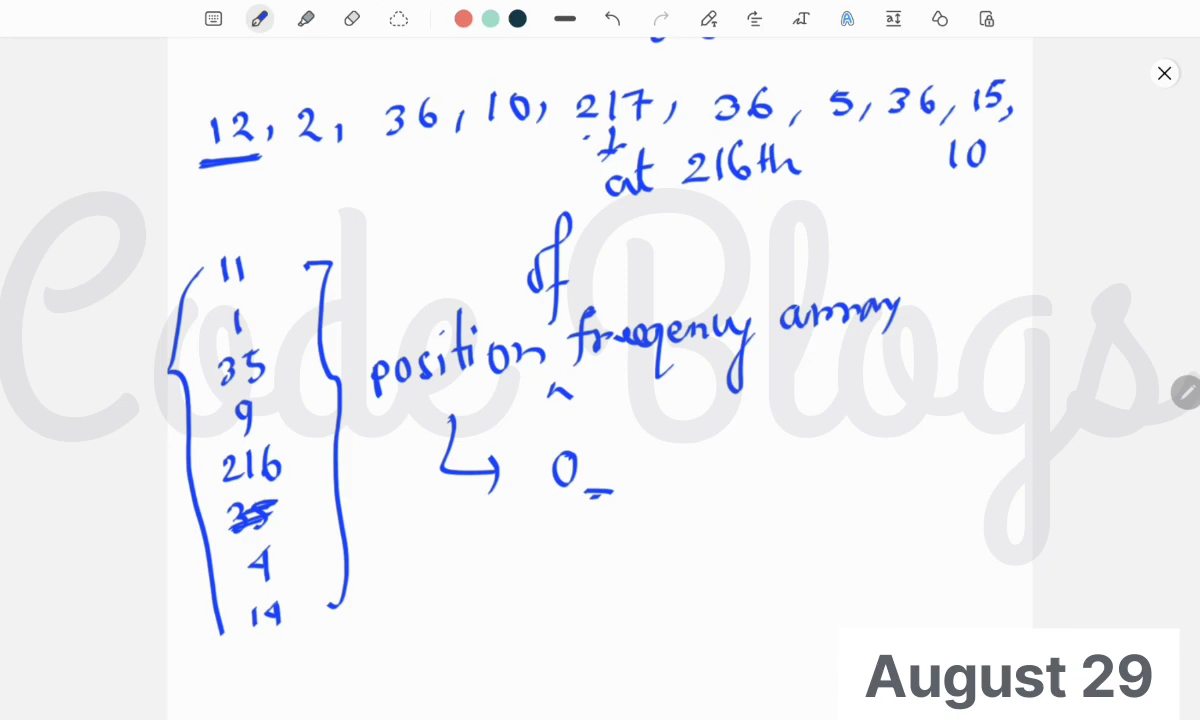 12, 2, 36, 10, 217, 36, 5, 36, 15,
10
at 216th
of
position freqency array
0
11
1
35
9
216
35
4
14
Code Blogs
August 29